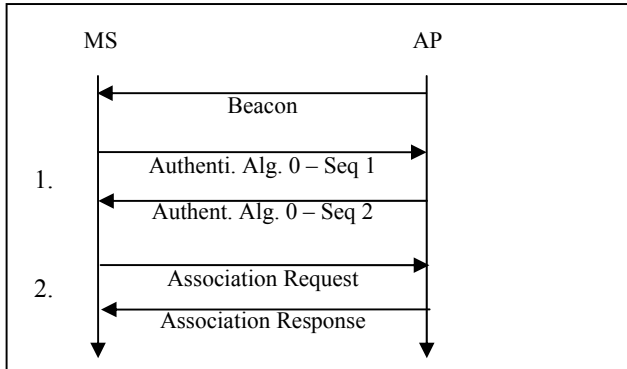 MS AP
Beacon
1.
Authenti. Alg. 0 – Seq 1
Authent. Alg. 0 – Seq 2
2.
Association Request
Association Response